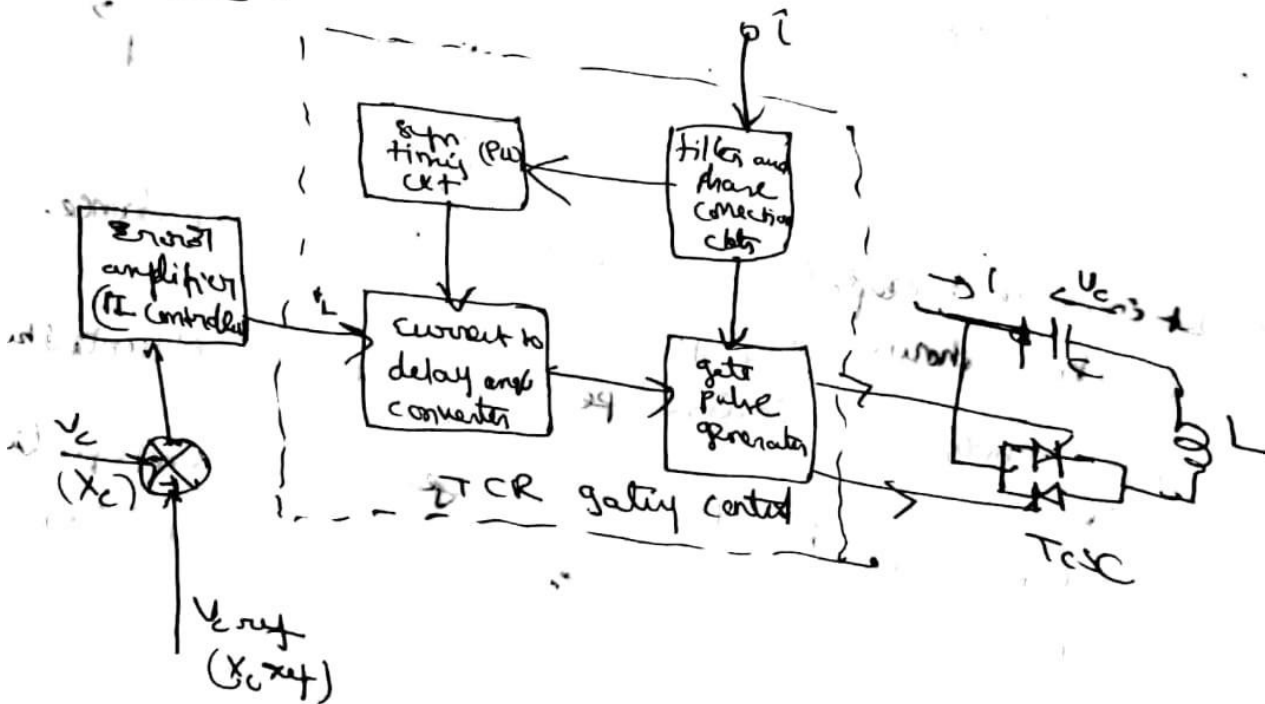 î
Syn
timing (PLL)
ckt
filter and
phase
correction
ckts
Error
amplifier
(PI Controller
i_L
current to
delay angle
converter
gate
pulse
generator
i
V_c
C
L
V_c
(X_c)
TCR gating control
TCSC
V_c ref
(X_c ref)